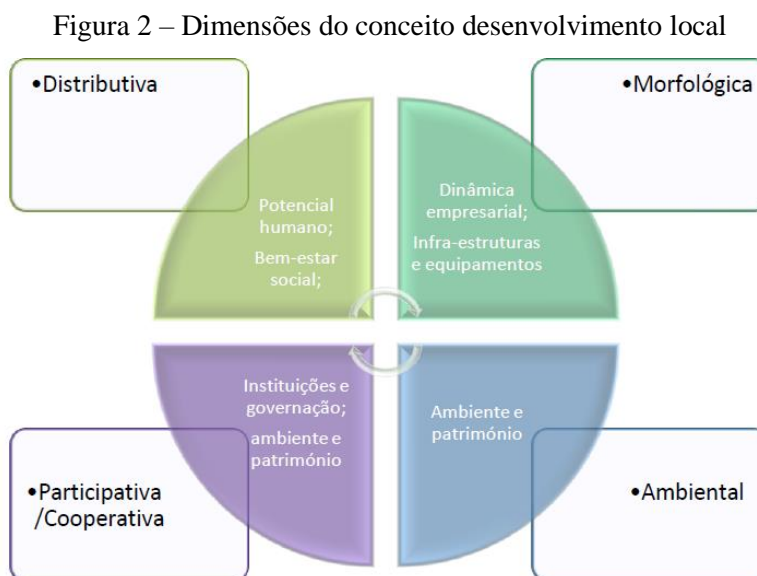 Figura 2 – Dimensões do conceito desenvolvimento local
•Distributiva
•Morfológica
Potencial
humano;
Bem-estar
social;
Dinâmica
empresarial;
Infra-estruturas
e equipamentos
Instituições e
governação;
ambiente e
património
Ambiente e
património
•Participativa
/Cooperativa
•Ambiental